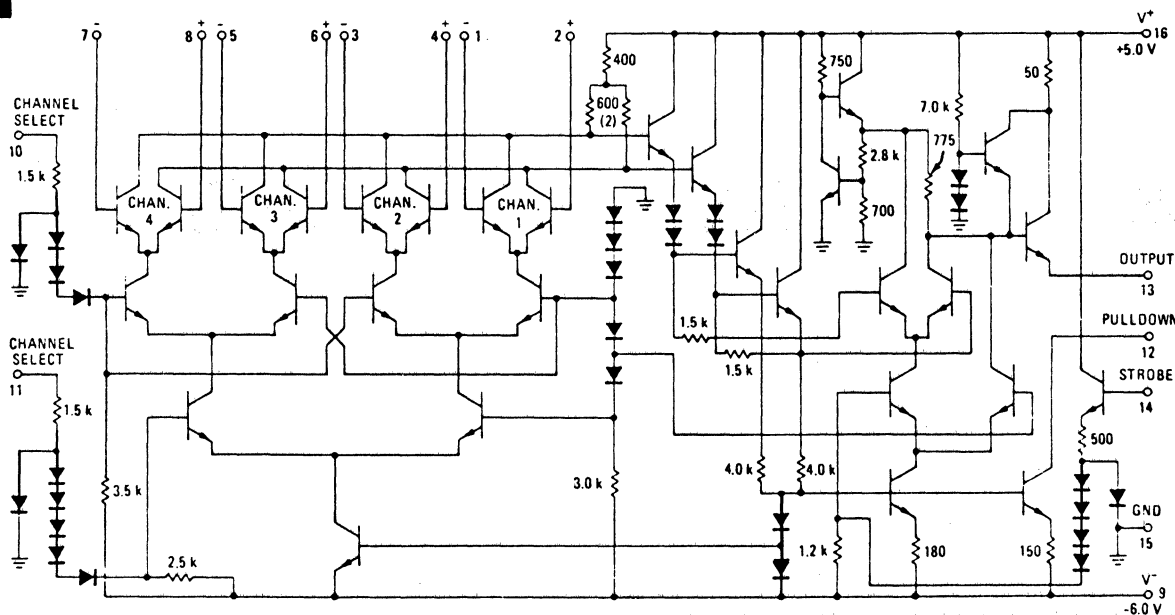 7 -
+ 8
- 5
+ 6
- 3
+ 4
- 1
+ 2
V+
16
+5.0 V
400
600
(2)
750
50
7.0 k
775
2.8 k
700
CHANNEL
SELECT
10
1.5 k
CHAN.
4
CHAN.
3
CHAN.
2
CHAN.
1
OUTPUT
13
PULLDOWN
12
STROBE
14
1.5 k
1.5 k
CHANNEL
SELECT
11
1.5 k
500
3.5 k
3.0 k
4.0 k
4.0 k
GND
15
2.5 k
1.2 k
180
150
V-
9
-6.0 V